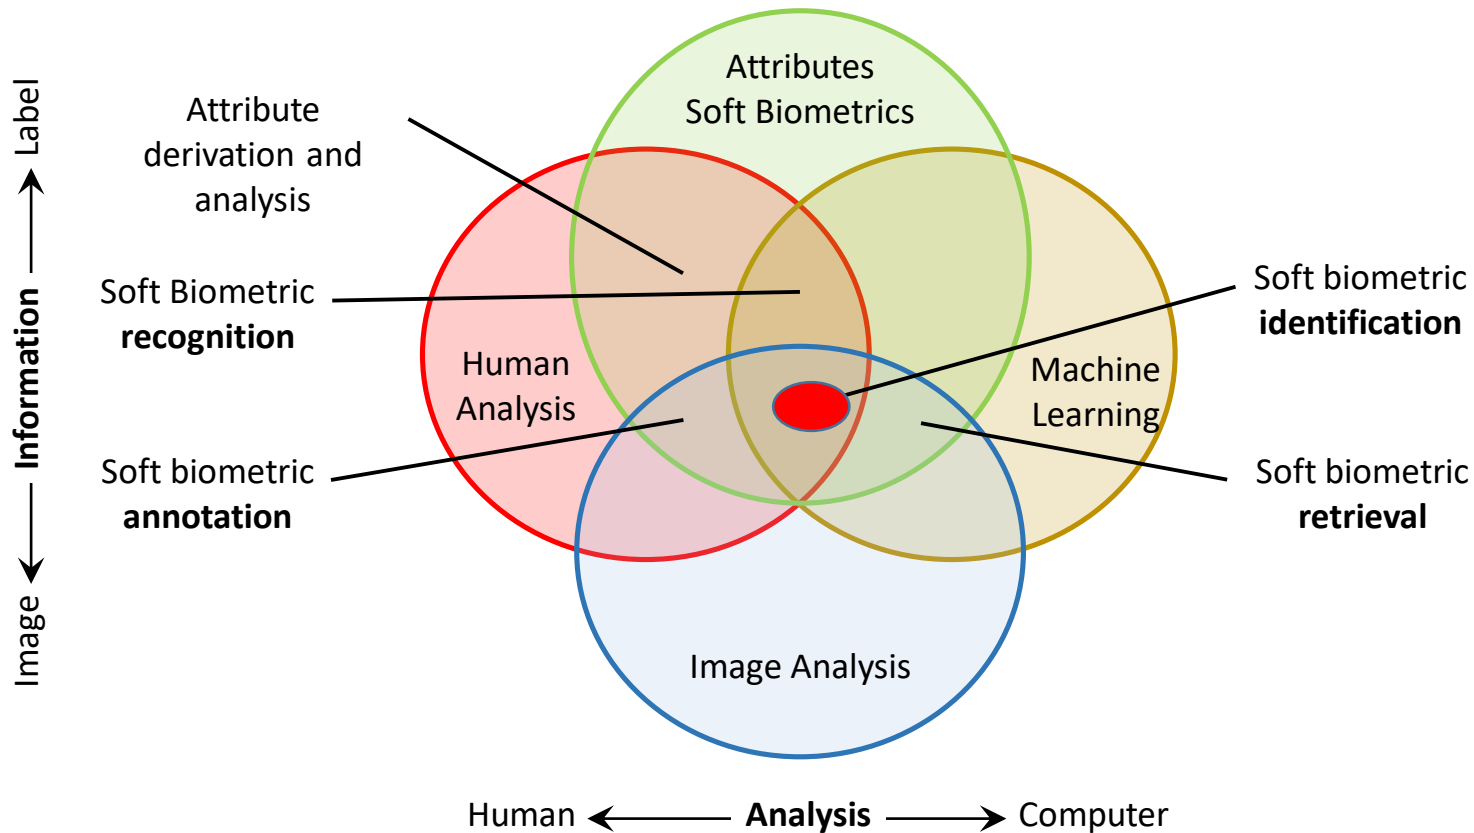 Attributes
Soft Biometrics
Attribute
derivation and
analysis
Soft Biometric
recognition
Soft biometric
annotation
Human
Analysis
Machine
Learning
Soft biometric
identification
Soft biometric
retrieval
Image Analysis
Image Information Label
Human Analysis Computer